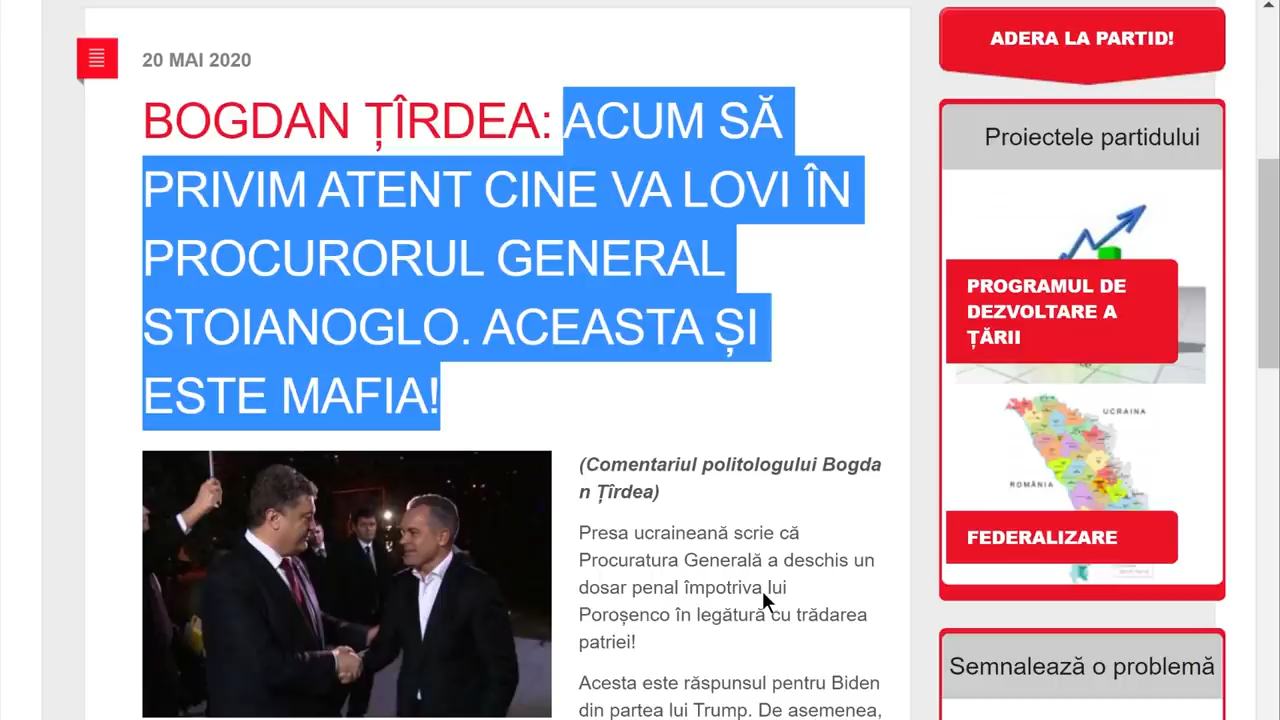 20 MAI 2020
BOGDAN ȚÎRDEA: ACUM SĂ
PRIVIM ATENT CINE VA LOVI ÎN
PROCURORUL GENERAL
STOIANOGLO. ACEASTA ȘI
ESTE MAFIA!
(Comentariul politologului Bogda
n Țîrdea)
Presa ucraineană scrie că
Procuratura Generală a deschis un
dosar penal împotriva lui
Poroșenco în legătură cu trădarea
patriei!
Acesta este răspunsul pentru Biden
din partea lui Trump. De asemenea,
ADERA LA PARTID!
Proiectele partidului
PROGRAMUL DE
DEZVOLTARE A
ȚĂRII
UCRAINA
ROMÂNIA
FEDERALIZARE
Semnalează o problemă